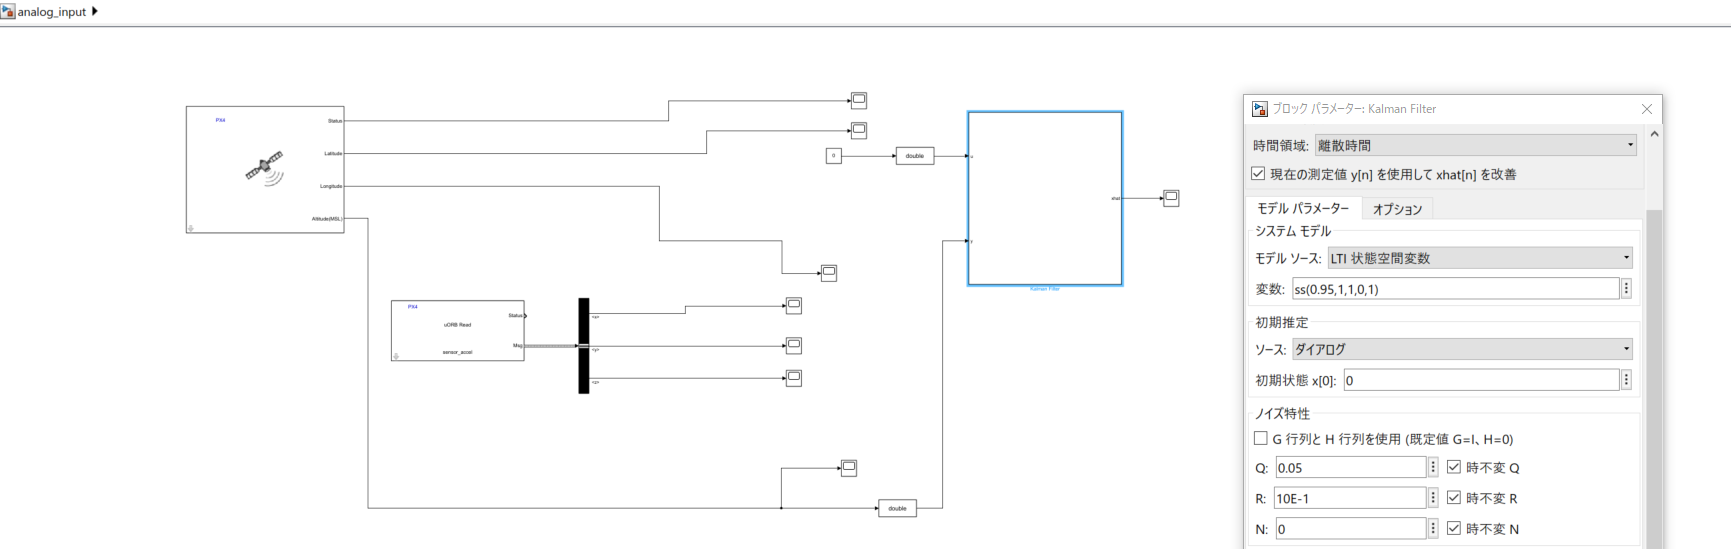 analog_input
PX4
Status
Latitude
Longitude
Altitude(MSL)
PX4
uORB Read
sensor_accel
Status
Msg
<x>
<y>
<z>
0
double
u
y
xhat
Kalman Filter
double
ブロック パラメーター: Kalman Filter
時間領域: 離散時間
現在の測定値 y[n] を使用して xhat[n] を改善
モデル パラメーター オプション
システム モデル
モデル ソース: LTI 状態空間変数
変数: ss(0.95,1,1,0,1)
初期推定
ソース: ダイアログ
初期状態 x[0]: 0
ノイズ特性
G 行列と H 行列を使用 (既定値 G=I、H=0)
Q: 0.05 時不変 Q
R: 10E-1 時不変 R
N: 0 時不変 N